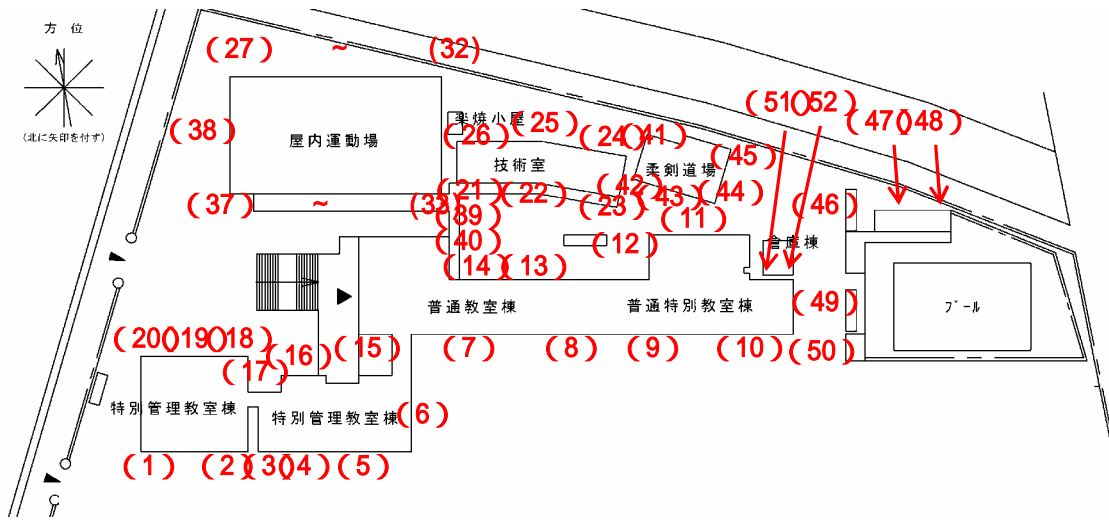 方位
(27) ~ (32)
(北に矢印を付す)
(38)
屋内運動場
楽焼小屋
(26)
(25)
(24)
(41)
(51)
(52)
(47)
(48)
技術室
柔剣道場
(45)
(37) ~ (33)
(21)
(22)
(42)
(43)
(44)
(23)
(39)
(11)
(46)
(40)
(12)
倉庫棟
(14)
(13)
普通教室棟
普通特別教室棟
(49)
プール
(20)
(19)
(18)
(17)
(16)
(15)
(7)
(8)
(9)
(10)
(50)
特別管理教室棟
特別管理教室棟
(6)
(1)
(2)
(3)
(4)
(5)